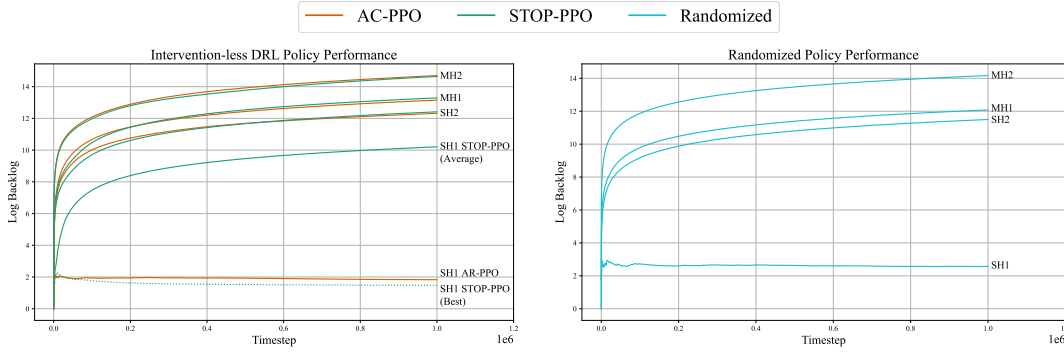 AC-PPO STOP-PPO Randomized
Intervention-less DRL Policy Performance
Log Backlog
14
12
10
8
6
4
2
0
MH2
MH1
SH2
SH1 STOP-PPO
(Average)
SH1 AR-PPO
SH1 STOP-PPO
(Best)
0.0 0.2 0.4 0.6 0.8 1.0 1.2
Timestep
1e6
Randomized Policy Performance
Log Backlog
14
12
10
8
6
4
2
0
MH2
MH1
SH2
SH1
0.0 0.2 0.4 0.6 0.8 1.0 1
Timestep